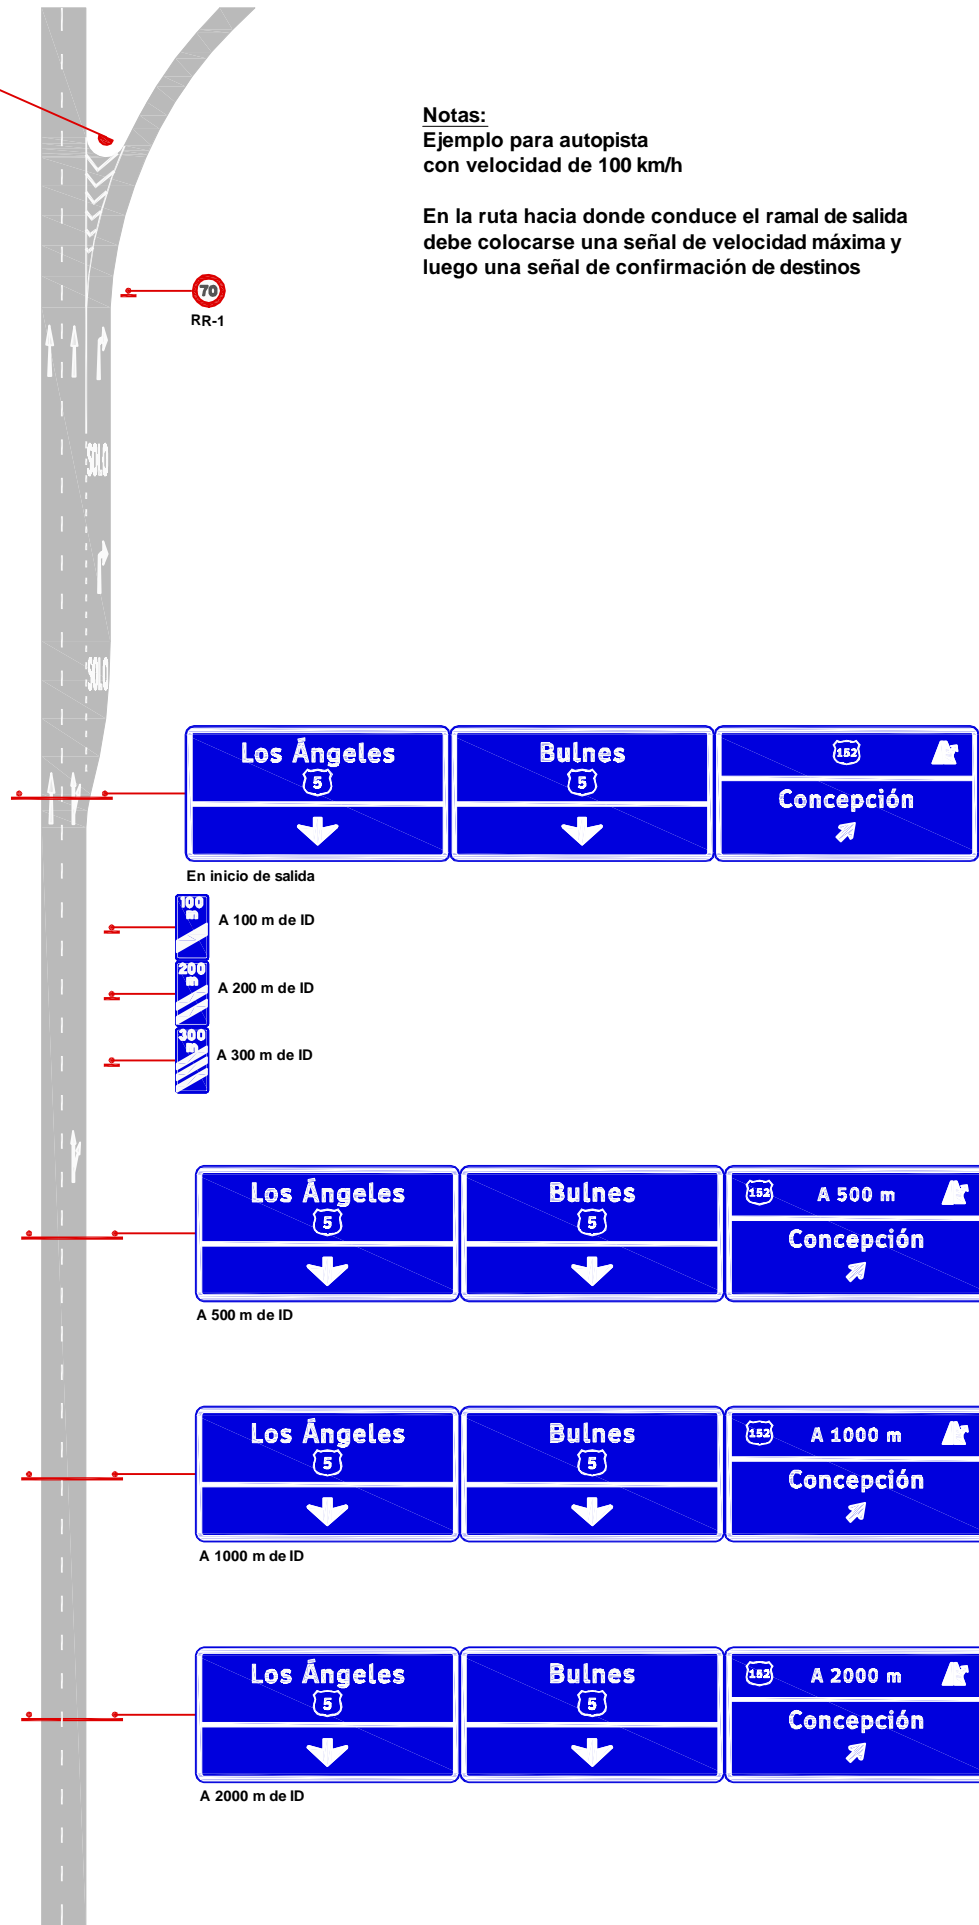 Notas:
Ejemplo para autopista
con velocidad de 100 km/h
En la ruta hacia donde conduce el ramal de salida
debe colocarse una señal de velocidad máxima y
luego una señal de confirmación de destinos
70
RR-1
SOLO
SOLO
Los Ángeles
5
Bulnes
5
152
Concepción
En inicio de salida
100
m
A 100 m de ID
200
m
A 200 m de ID
300
m
A 300 m de ID
Los Ángeles
5
Bulnes
5
152 A 500 m
Concepción
A 500 m de ID
Los Ángeles
5
Bulnes
5
152 A 1000 m
Concepción
A 1000 m de ID
Los Ángeles
5
Bulnes
5
152 A 2000 m
Concepción
A 2000 m de ID